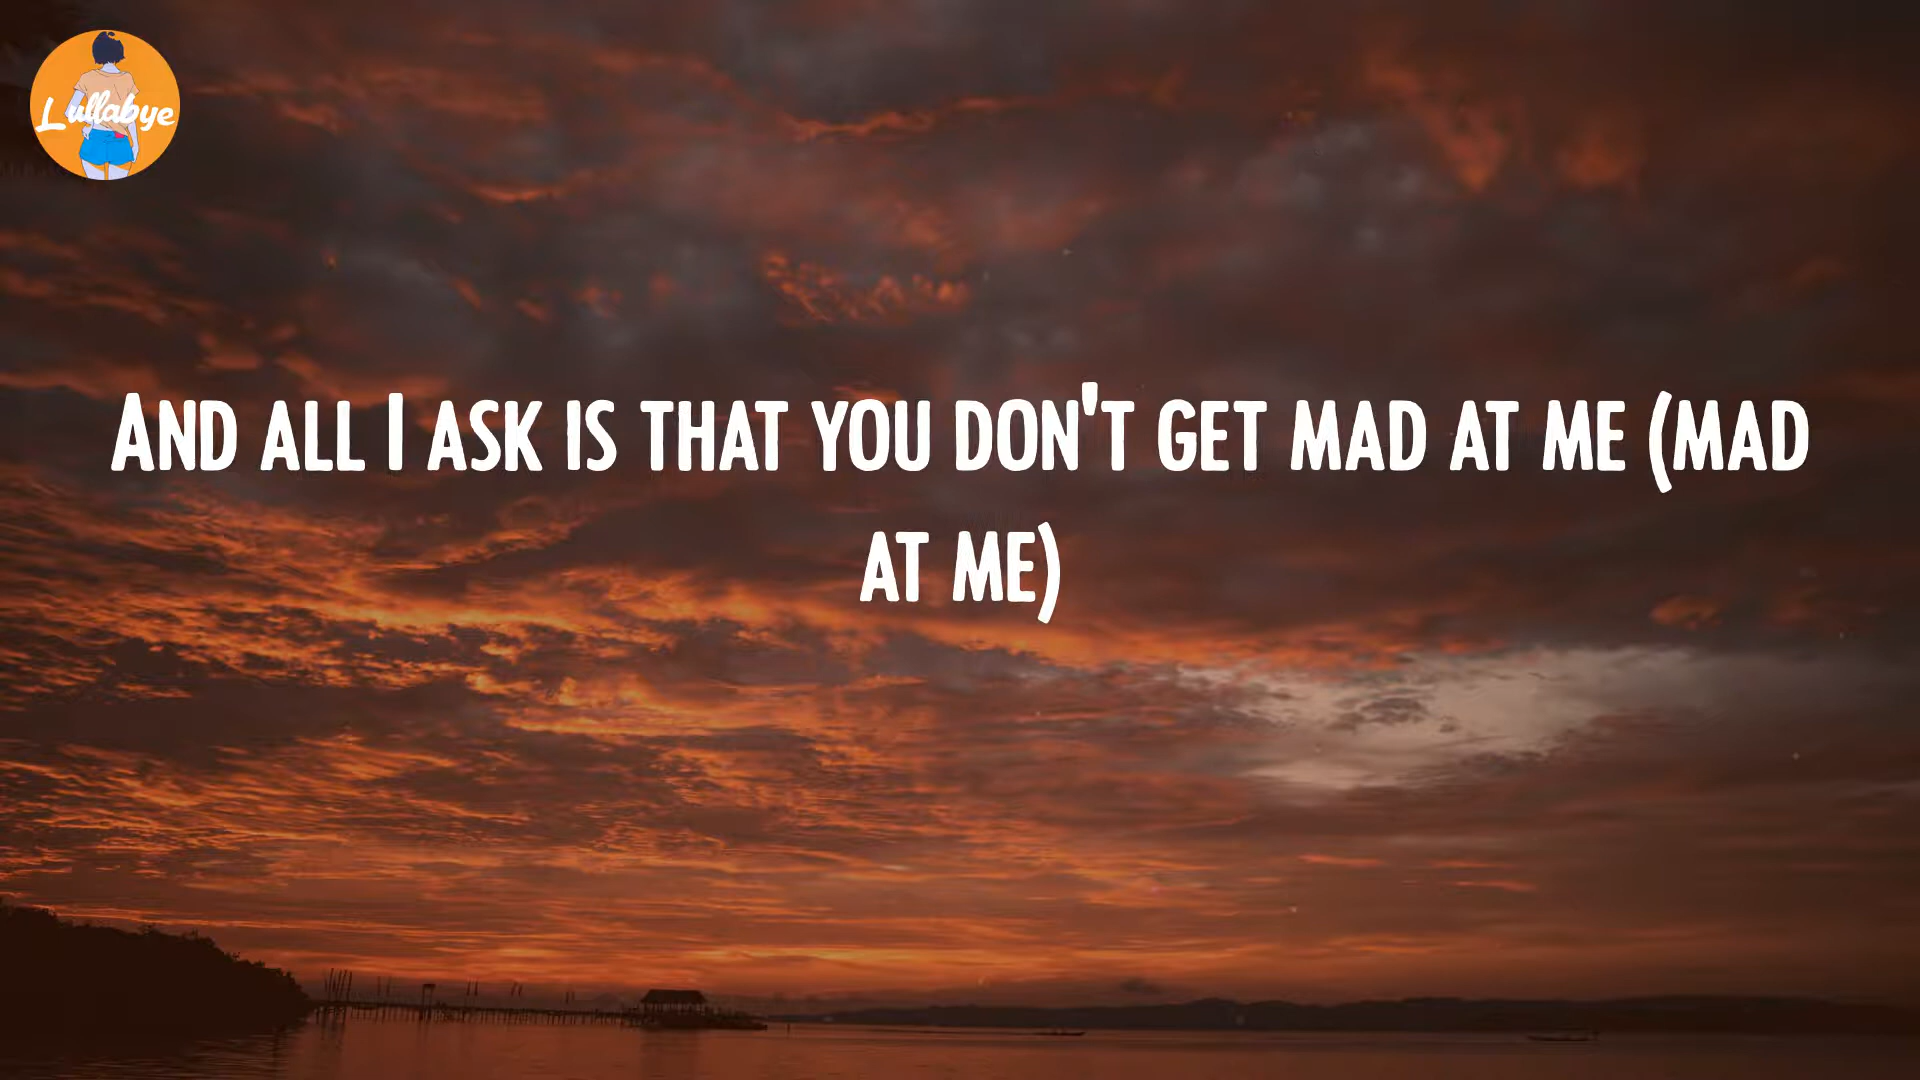 Lullabye
AND ALL I ASK IS THAT YOU DON'T GET MAD AT ME (MAD
AT ME)